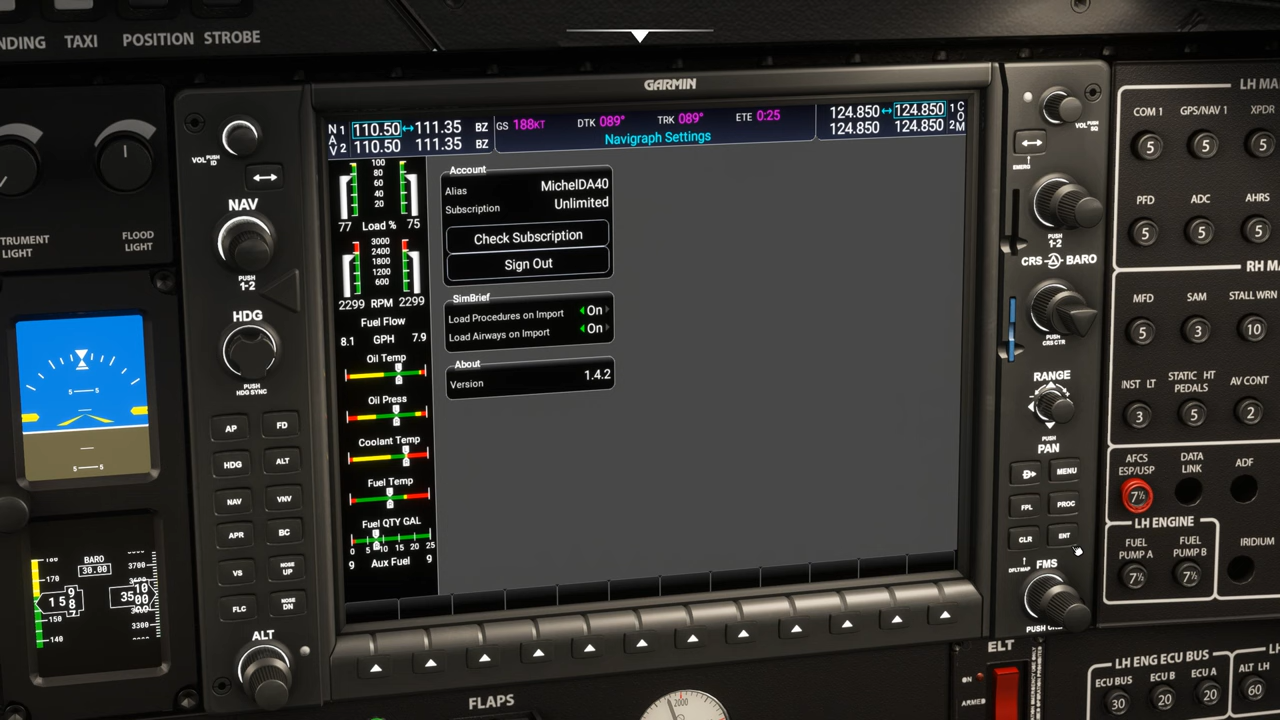 NDING TAXI POSITION STROBE
GARMIN
N 1 110.50 ↔ 111.35 BZ
A
V 2 110.50 111.35 BZ
GS 188KT DTK 089° TRK 089° ETE 0:25
Navigraph Settings
124.850 ↔ 124.850 1 C
O
124.850 124.850 2 M
VOL PUSH ID
NAV
PUSH
1-2
HDG
PUSH
HDG SYNC
AP FD
HDG ALT
NAV VNV
APR BC
VS NOSE UP
FLC NOSE DN
ALT
TRUMENT
LIGHT
FLOOD
LIGHT
100
80
60
40
20
77 Load % 75
3000
2400
1800
1200
600
2299 RPM 2299
Fuel Flow
8.1 GPH 7.9
Oil Temp
Oil Press
Coolant Temp
Fuel Temp
Fuel QTY GAL
0 5 10 15 20 25
9 Aux Fuel 9
Account
Alias MichelDA40
Subscription Unlimited
Check Subscription
Sign Out
SimBrief
Load Procedures on Import On
Load Airways on Import On
About
Version 1.4.2
VOL PUSH SQ
EMERG
PUSH
1-2
CRS BARO
PUSH
CRS CTR
RANGE
PUSH
PAN
D MENU
FPL PROC
CLR ENT
DFLT MAP
FMS
PUSH CRSR
5 5
5 5
BARO
30.00
170
150
140
3700
3300
LH MA
COM 1 GPS/NAV 1 XPDR
5 5 5
PFD ADC AHRS
5 5 5
RH MA
MFD SAM STALL WRN
5 3 10
INST LT STATIC HT
PEDALS AV CONT
3 5 2
AFCS
ESP/USP DATA
LINK ADF
7½
LH ENGINE
FUEL
PUMP A FUEL
PUMP B IRIDIUM
7½ 7½
ELT
ON
ARMED
LH ENG ECU BUS
ECU BUS ECU B ECU A ALT LH
30 20 20 60
FLAPS
2000